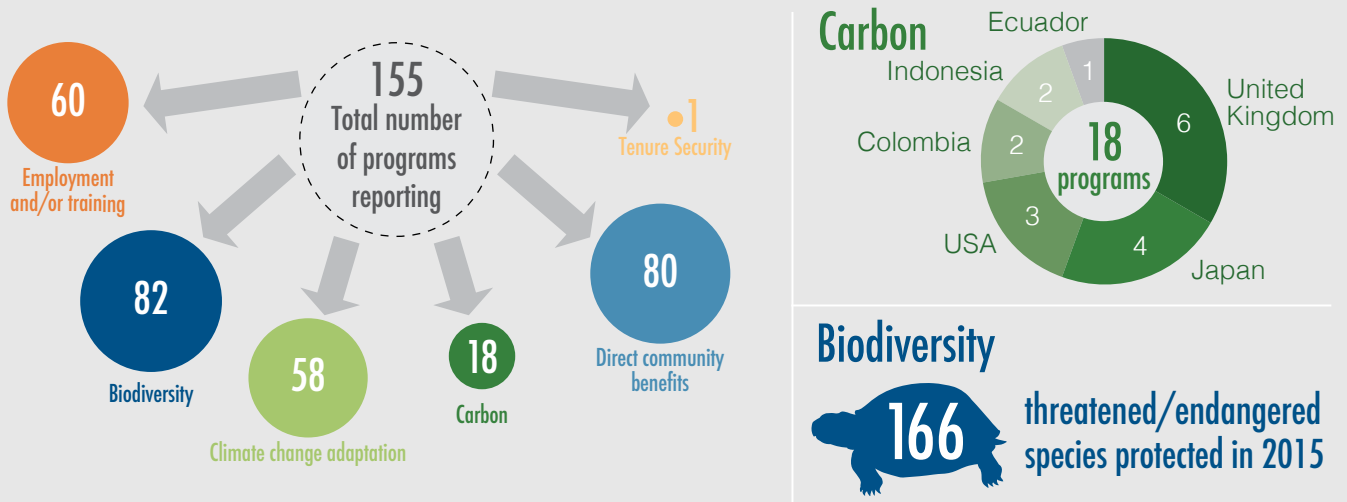 155
Total number
of programs
reporting
60
Employment
and/or training
82
Biodiversity
58
Climate change adaptation
18
Carbon
80
Direct community
benefits
1
Tenure Security
Carbon
Ecuador
1
Indonesia
2
Colombia
2
USA
3
Japan
4
United
Kingdom
6
18
programs
Biodiversity
166
threatened/endangered
species protected in 2015